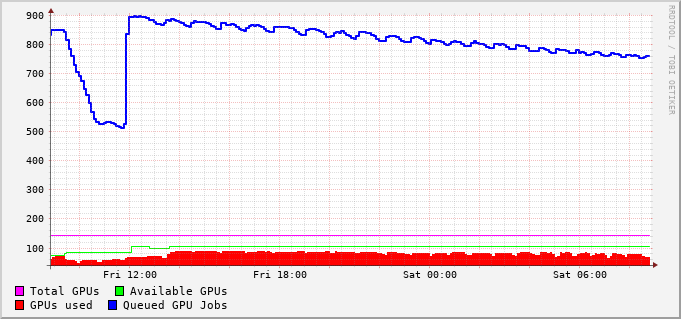 900
800
700
600
500
400
300
200
100
Fri 12:00 Fri 18:00 Sat 00:00 Sat 06:00
Total GPUs Available GPUs
GPUs used Queued GPU Jobs
RRDTOOL / TOBI OETIKER